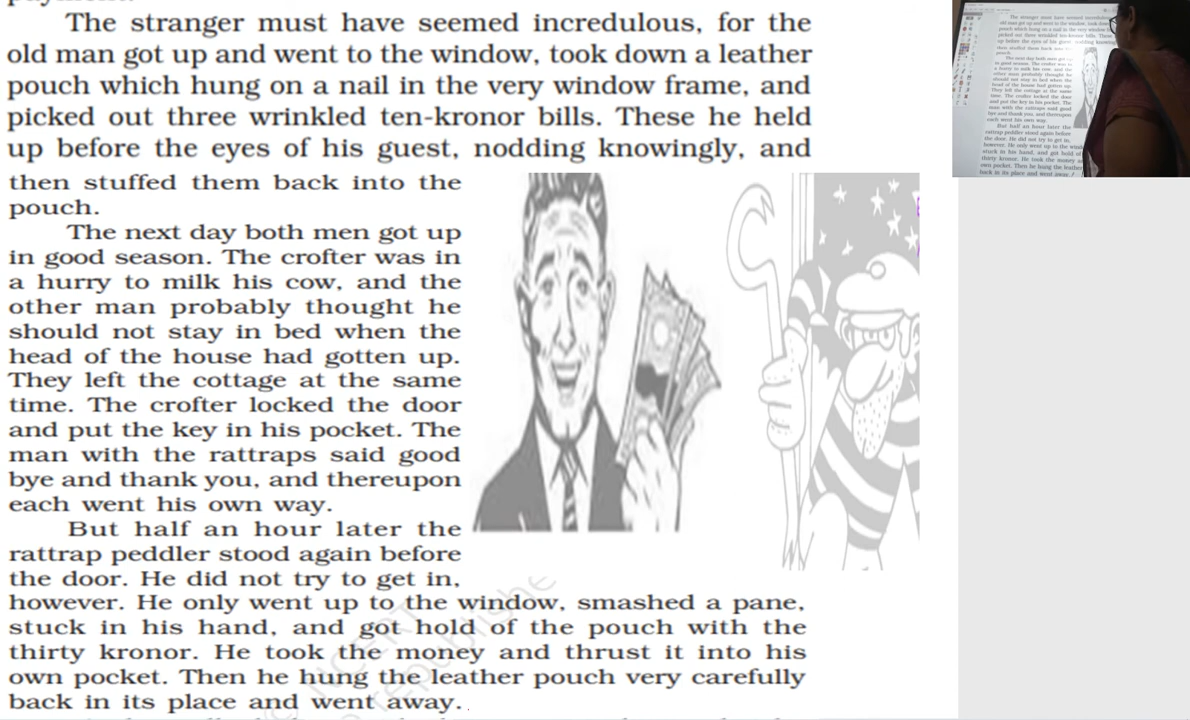 The stranger must have seemed incredulous, for the
old man got up and went to the window, took down a leather
pouch which hung on a nail in the very window frame, and
picked out three wrinkled ten-kronor bills. These he held
up before the eyes of his guest, nodding knowingly, and
then stuffed them back into the
pouch.
The next day both men got up
in good season. The crofter was in
a hurry to milk his cow, and the
other man probably thought he
should not stay in bed when the
head of the house had gotten up.
They left the cottage at the same
time. The crofter locked the door
and put the key in his pocket. The
man with the rattraps said good
bye and thank you, and thereupon
each went his own way.
But half an hour later the
rattrap peddler stood again before
the door. He did not try to get in,
however. He only went up to the window, smashed a pane,
stuck in his hand, and got hold of the pouch with the
thirty kronor. He took the money and thrust it into his
own pocket. Then he hung the leather pouch very carefully
back in its place and went away.
NCERT
republishe